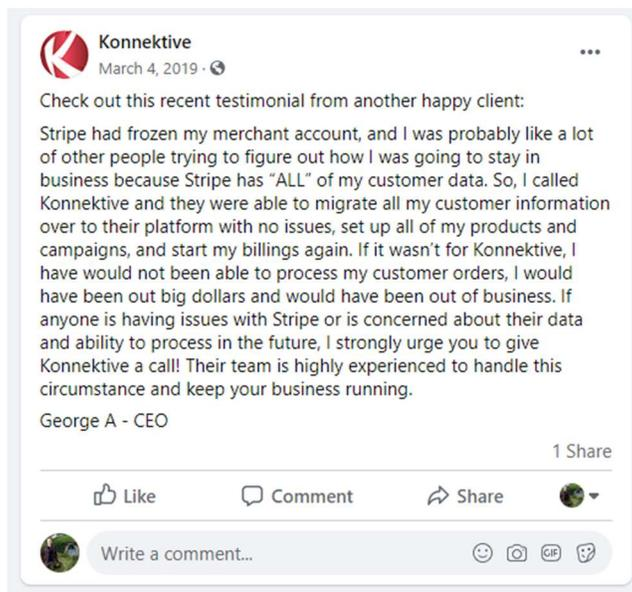 Konnektive
March 4, 2019 ·
Check out this recent testimonial from another happy client:
Stripe had frozen my merchant account, and I was probably like a lot
of other people trying to figure out how I was going to stay in
business because Stripe has “ALL” of my customer data. So, I called
Konnektive and they were able to migrate all my customer information
over to their platform with no issues, set up all of my products and
campaigns, and start my billings again. If it wasn’t for Konnektive, I
have would not been able to process my customer orders, I would
have been out big dollars and would have been out of business. If
anyone is having issues with Stripe or is concerned about their data
and ability to process in the future, I strongly urge you to give
Konnektive a call! Their team is highly experienced to handle this
circumstance and keep your business running.
George A - CEO
1 Share
Like Comment Share
Write a comment...
GIF